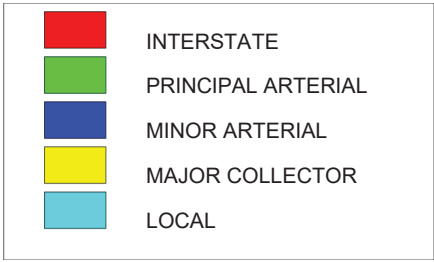 INTERSTATE
PRINCIPAL ARTERIAL
MINOR ARTERIAL
MAJOR COLLECTOR
LOCAL